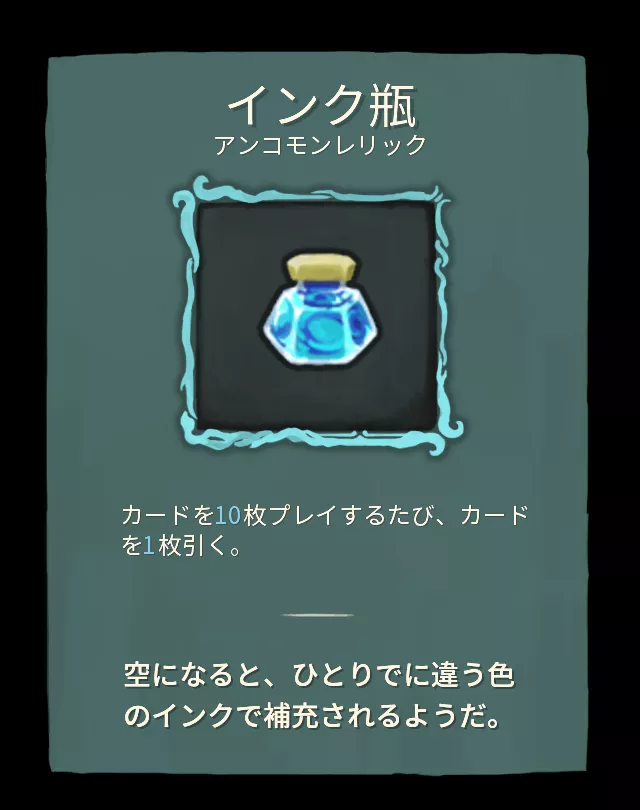 インク瓶
アンコモンレリック
カードを10枚プレイするたび、カード
を1枚引く。
空になると、ひとりでに違う色
のインクで補充されるようだ。